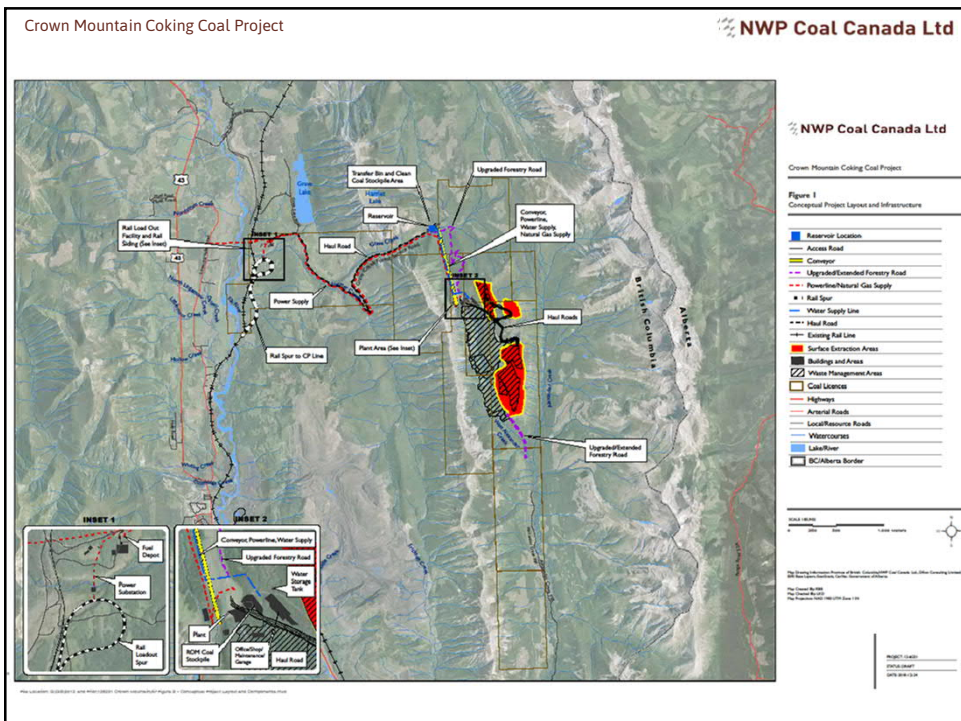 Crown Mountain Coking Coal Project
NWP Coal Canada Ltd
NWP Coal Canada Ltd
Crown Mountain Coking Coal Project
Figure 1
Conceptual Project Layout and Infrastructure
Reservoir Location
Access Road
Conveyor
Upgraded/Extended Forestry Road
Powerline/Natural Gas Supply
Rail Spur
Water Supply Line
Haul Road
Existing Rail Line
Surface Extraction Areas
Buildings and Areas
Waste Management Areas
Coal Licences
Highways
Arterial Roads
Local/Resource Roads
Watercourses
Lake/River
BC/Alberta Border
43
43
Grave
Lake
Harriet
Lake
Transfer Bin and Clean
Coal Stockpile Area
Upgraded Forestry Road
Reservoir
Conveyor,
Powerline,
Water Supply,
Natural Gas Supply
Rail Load Out
Facility and Rail
Siding (See Inset)
INSET 1
Haul Road
Power Supply
Plant Area (See Inset)
Haul Roads
Rail Spur to CP Line
Upgraded/Extended
Forestry Road
British Columbia
Alberta
INSET 1
Fuel
Depot
Power
Substation
Rail
Loadout
Spur
INSET 2
Conveyor, Powerline, Water Supply
Upgraded Forestry Road
Water
Storage
Tank
Plant
ROM Coal
Stockpile
Office/Shop/
Maintenance/
Garage
Haul Road